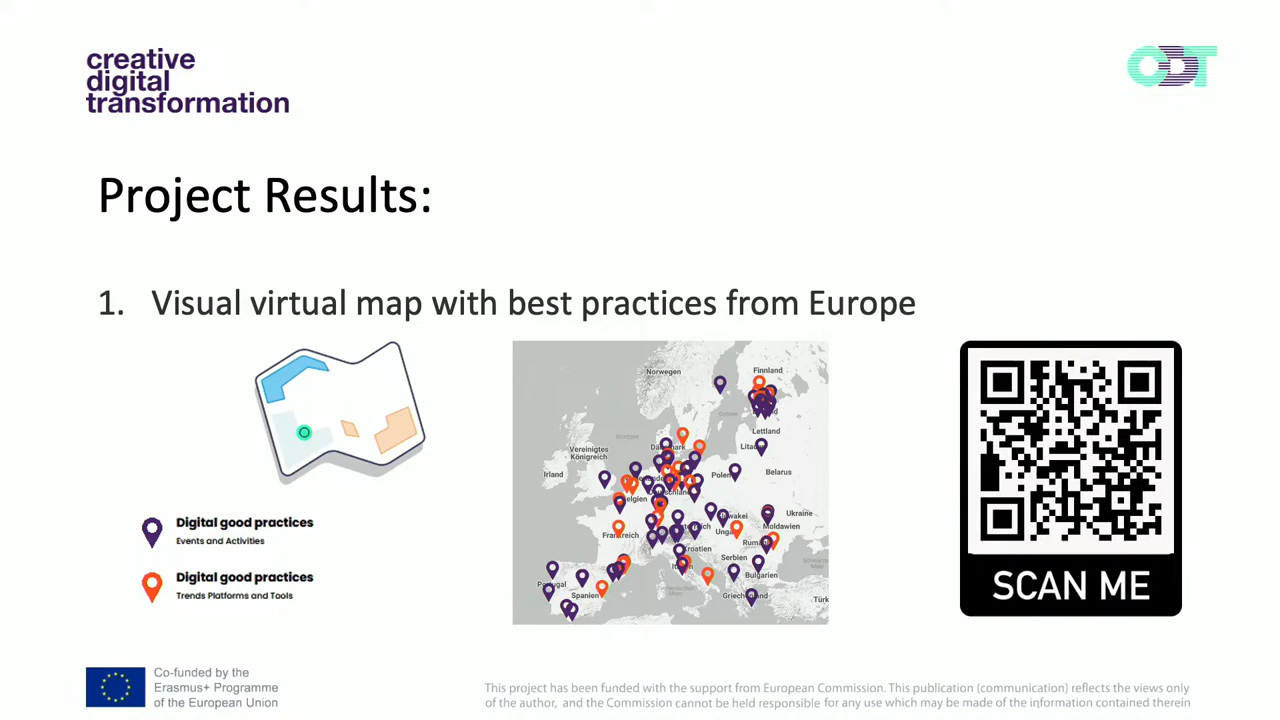 creative
digital
transformation
CDT
Project Results:
1. Visual virtual map with best practices from Europe
Digital good practices
Events and Activities
Digital good practices
Trends Platforms and Tools
Norwegen
Finnland
Lettland
Vereinigtes
Königreich
Irland
Belarus
Polen
Ukraine
Moldawien
Frankreich
Kroatien
Serbien
Bulgarien
Portugal
Spanien
SCAN ME
Co-funded by the
Erasmus+ Programme
of the European Union
This project has been funded with the support from European Commission. This publication (communication) reflects the views only
of the author, and the Commission cannot be held responsible for any use which may be made of the information contained therein